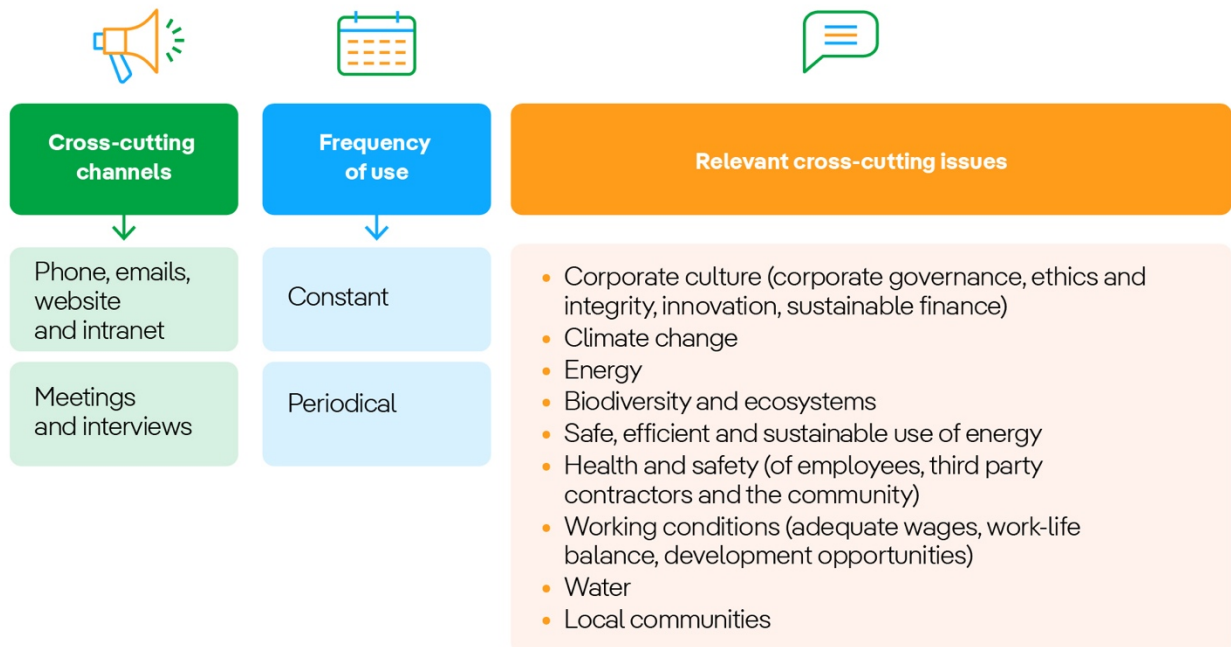 Cross-cutting
channels
Frequency
of use
Relevant cross-cutting issues
Phone, emails,
website
and intranet
Constant
Meetings
and interviews
Periodical
• Corporate culture (corporate governance, ethics and
integrity, innovation, sustainable finance)
• Climate change
• Energy
• Biodiversity and ecosystems
• Safe, efficient and sustainable use of energy
• Health and safety (of employees, third party
contractors and the community)
• Working conditions (adequate wages, work-life
balance, development opportunities)
• Water
• Local communities